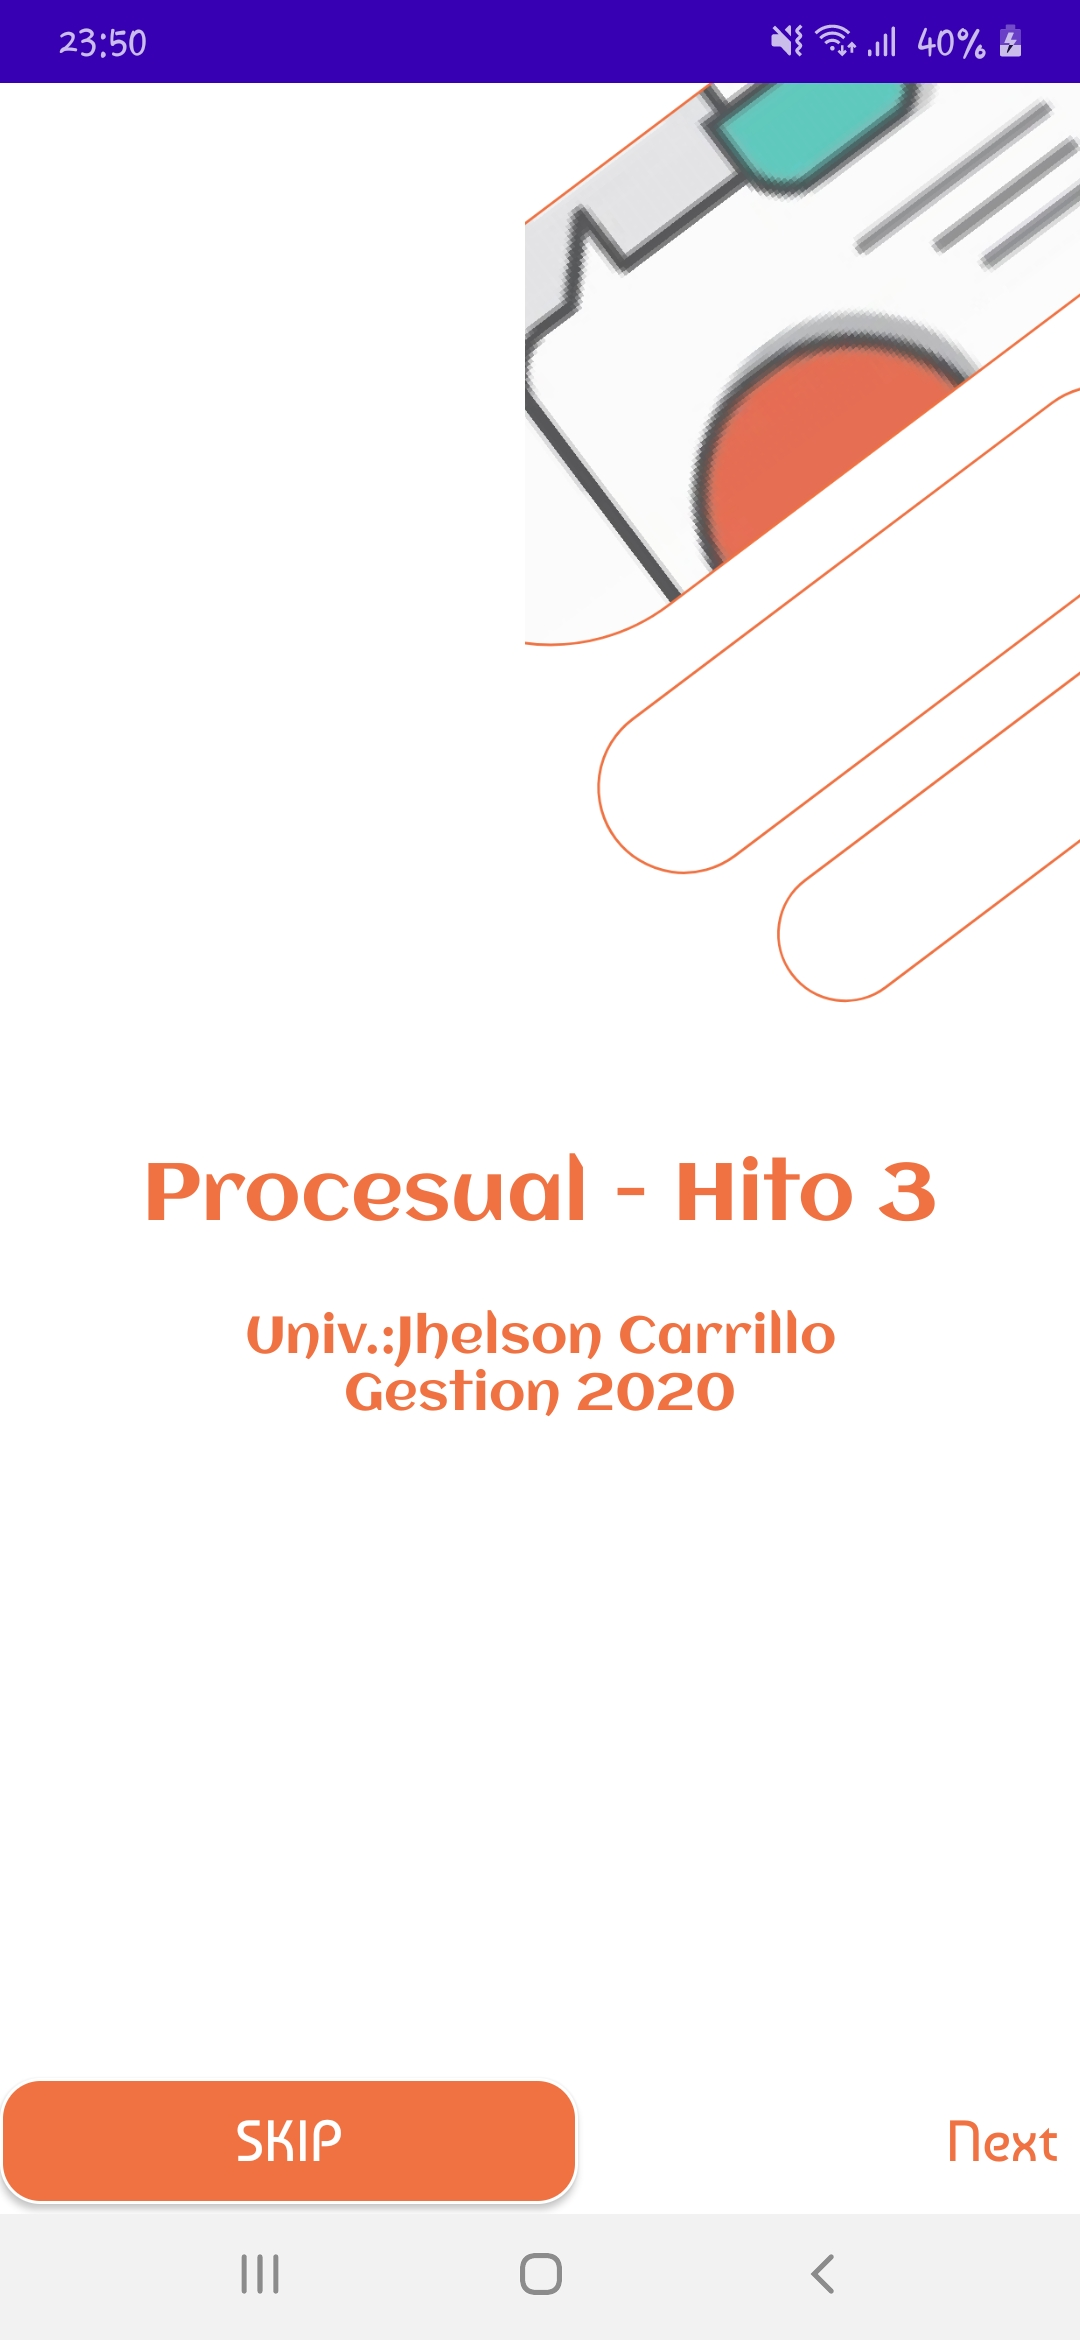 23:50
40%
Procesual - Hito 3
Univ.:Jhelson Carrillo
Gestion 2020
SKIP
Next